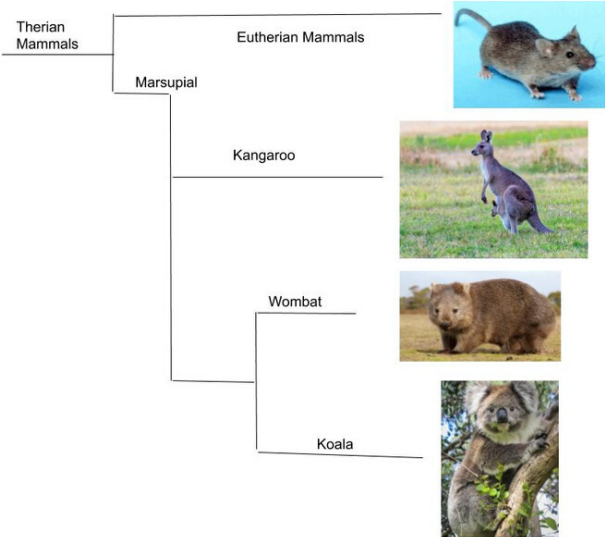 Therian
Mammals
Eutherian Mammals
Marsupial
Kangaroo
Wombat
Koala